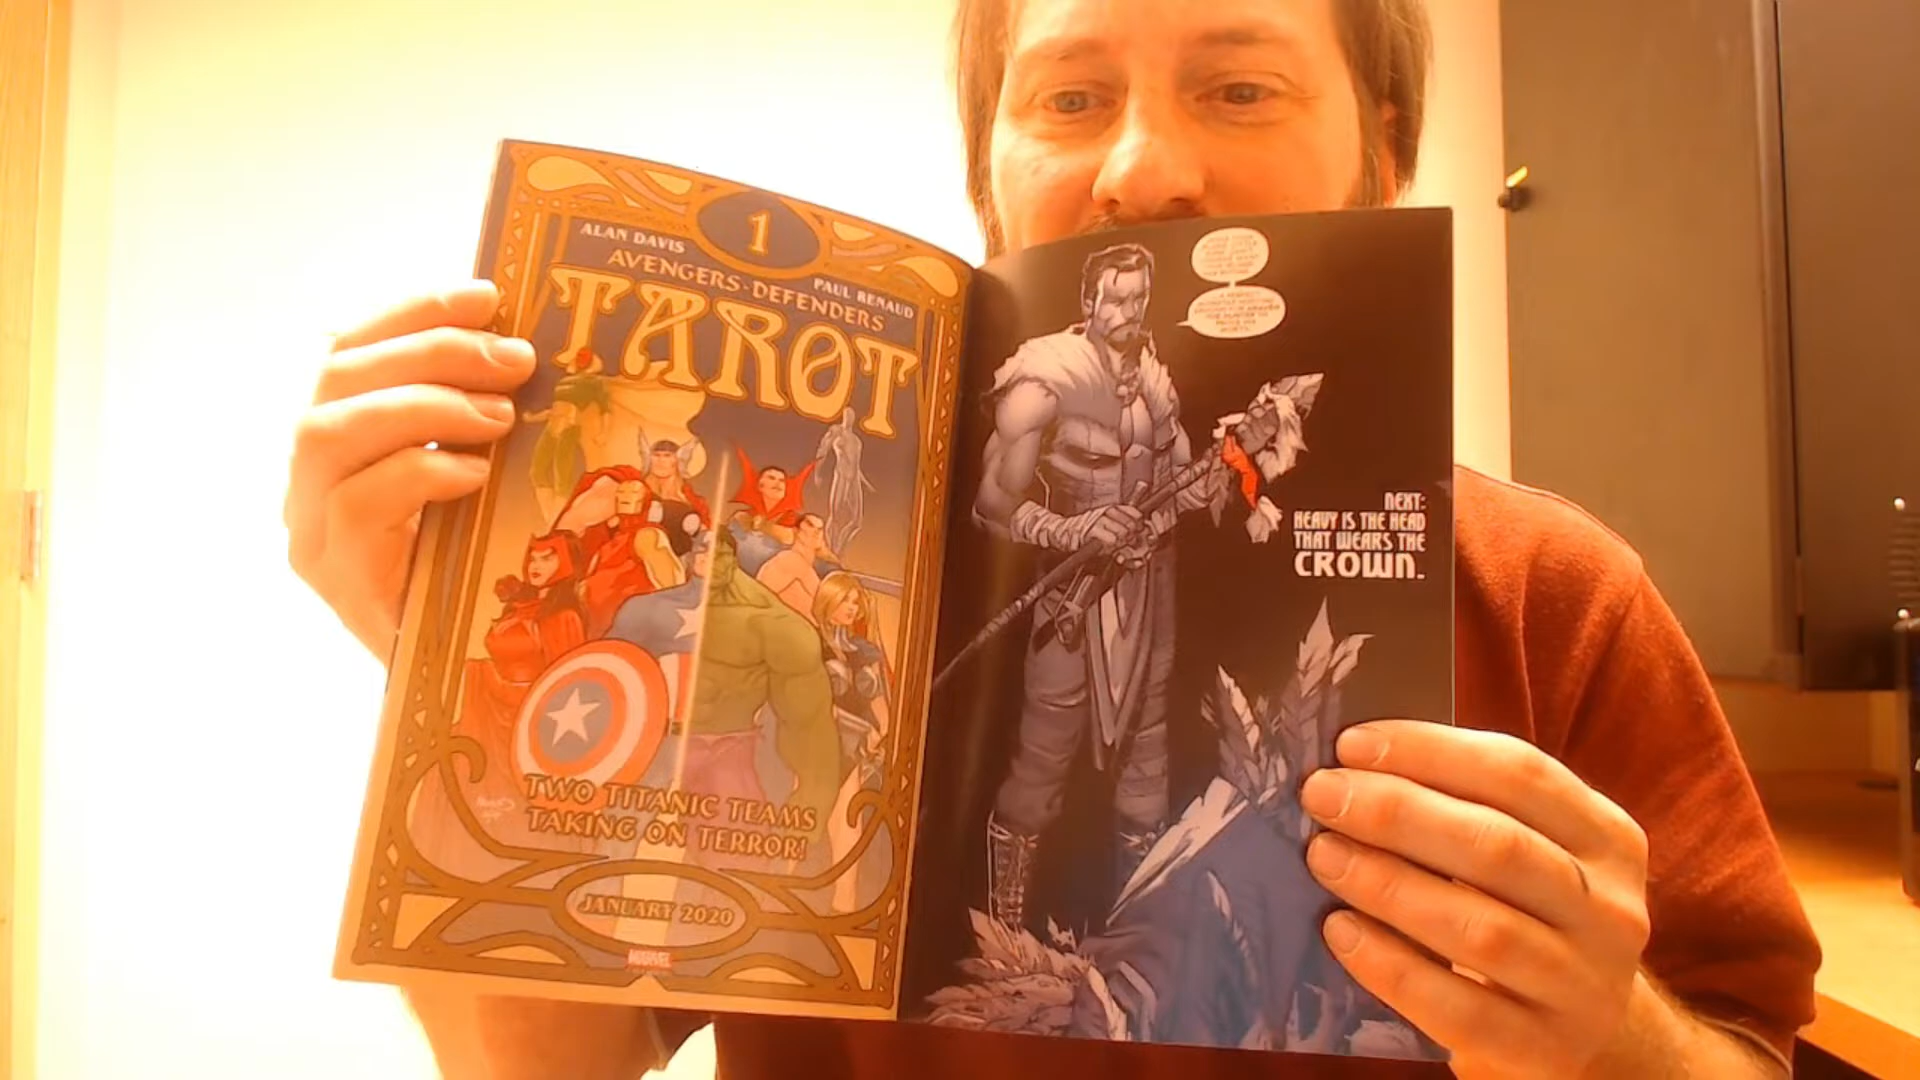 1
ALAN DAVIS
PAUL RENAUD
AVENGERS-DEFENDERS
TAROT
TWO TITANIC TEAMS
TAKING ON TERROR!
JANUARY 2020
MARVEL
NEXT:
HEAVY IS THE HEAD
THAT WEARS THE
CROWN.